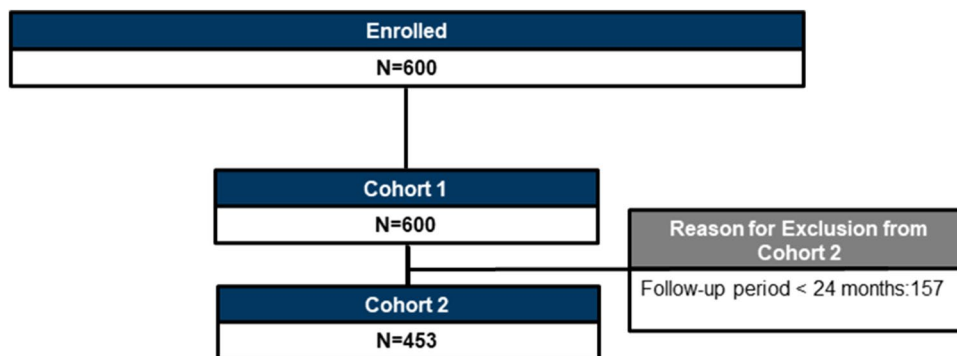 Enrolled
N=600
Cohort 1
N=600
Reason for Exclusion from
Cohort 2
Follow-up period < 24 months:157
Cohort 2
N=453